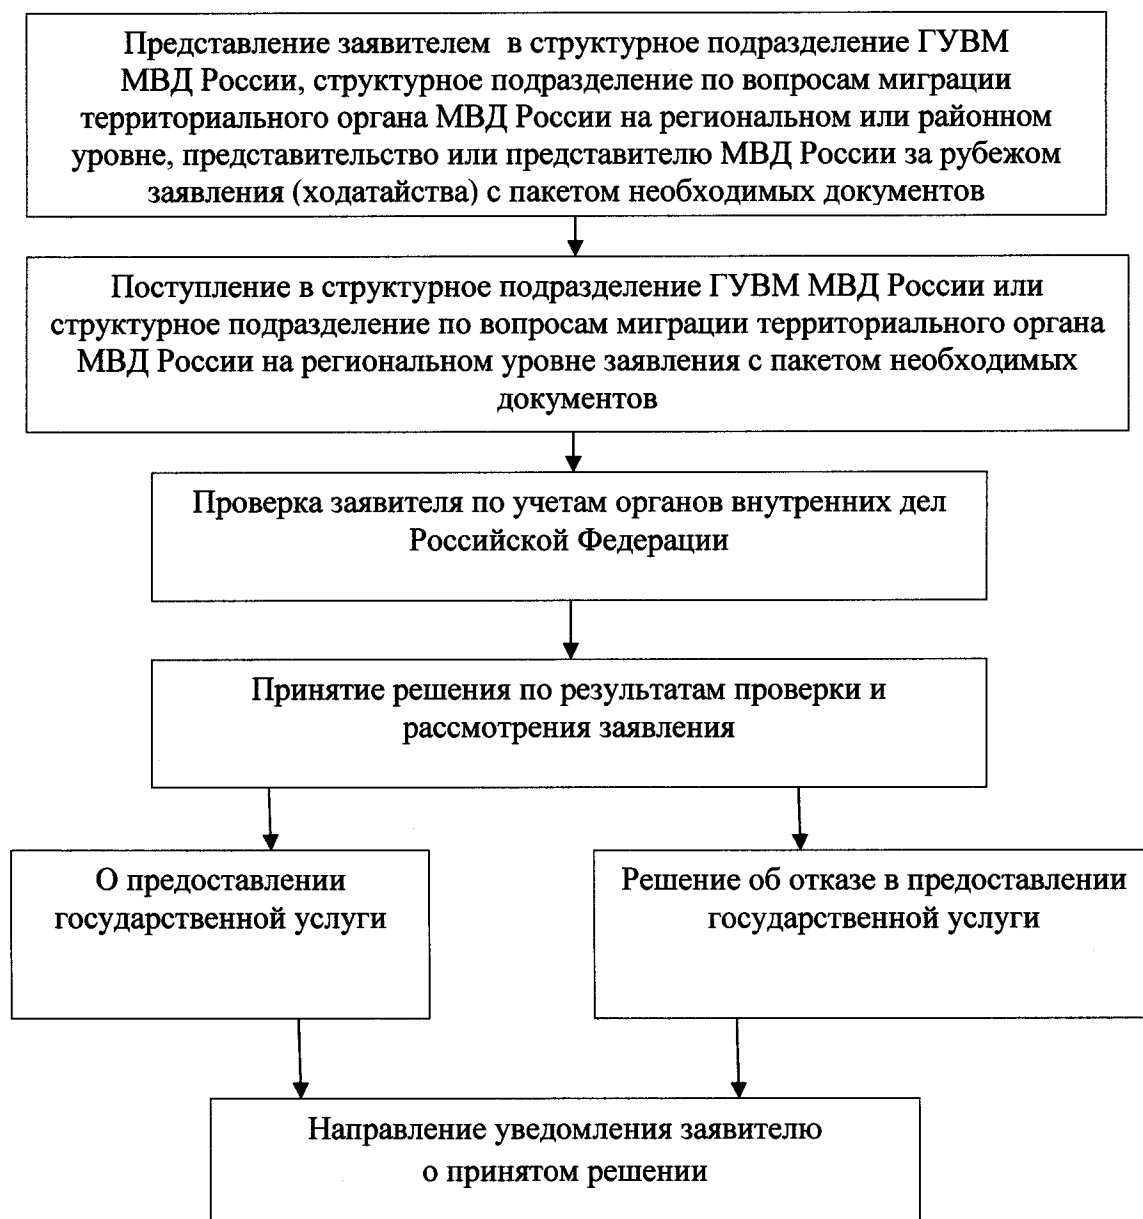 Представление заявителем в структурное подразделение ГУВМ
МВД России, структурное подразделение по вопросам миграции
территориального органа МВД России на региональном или районном
уровне, представительство или представителю МВД России за рубежом
заявления (ходатайства) с пакетом необходимых документов
Поступление в структурное подразделение ГУВМ МВД России или
структурное подразделение по вопросам миграции территориального органа
МВД России на региональном уровне заявления с пакетом необходимых
документов
Проверка заявителя по учетам органов внутренних дел
Российской Федерации
Принятие решения по результатам проверки и
рассмотрения заявления
О предоставлении
государственной услуги
Решение об отказе в предоставлении
государственной услуги
Направление уведомления заявителю
о принятом решении